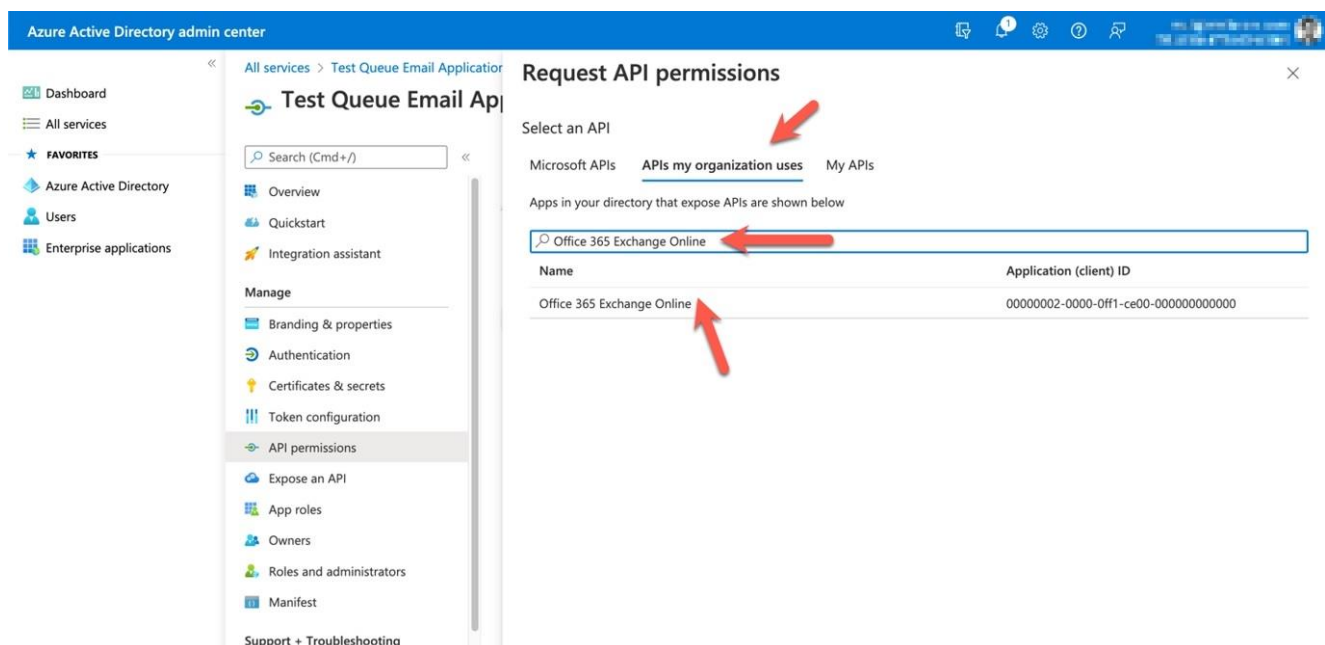 Azure Active Directory admin center
1
Dashboard
All services
FAVORITES
Azure Active Directory
Users
Enterprise applications
All services > Test Queue Email Application
Test Queue Email Ap
Search (Cmd+/)
Overview
Quickstart
Integration assistant
Manage
Branding & properties
Authentication
Certificates & secrets
Token configuration
API permissions
Expose an API
App roles
Owners
Roles and administrators
Manifest
Support + Troubleshooting
Request API permissions
Select an API
Microsoft APIs APIs my organization uses My APIs
Apps in your directory that expose APIs are shown below
Office 365 Exchange Online
Name Application (client) ID
Office 365 Exchange Online 00000002-0000-0ff1-ce00-000000000000